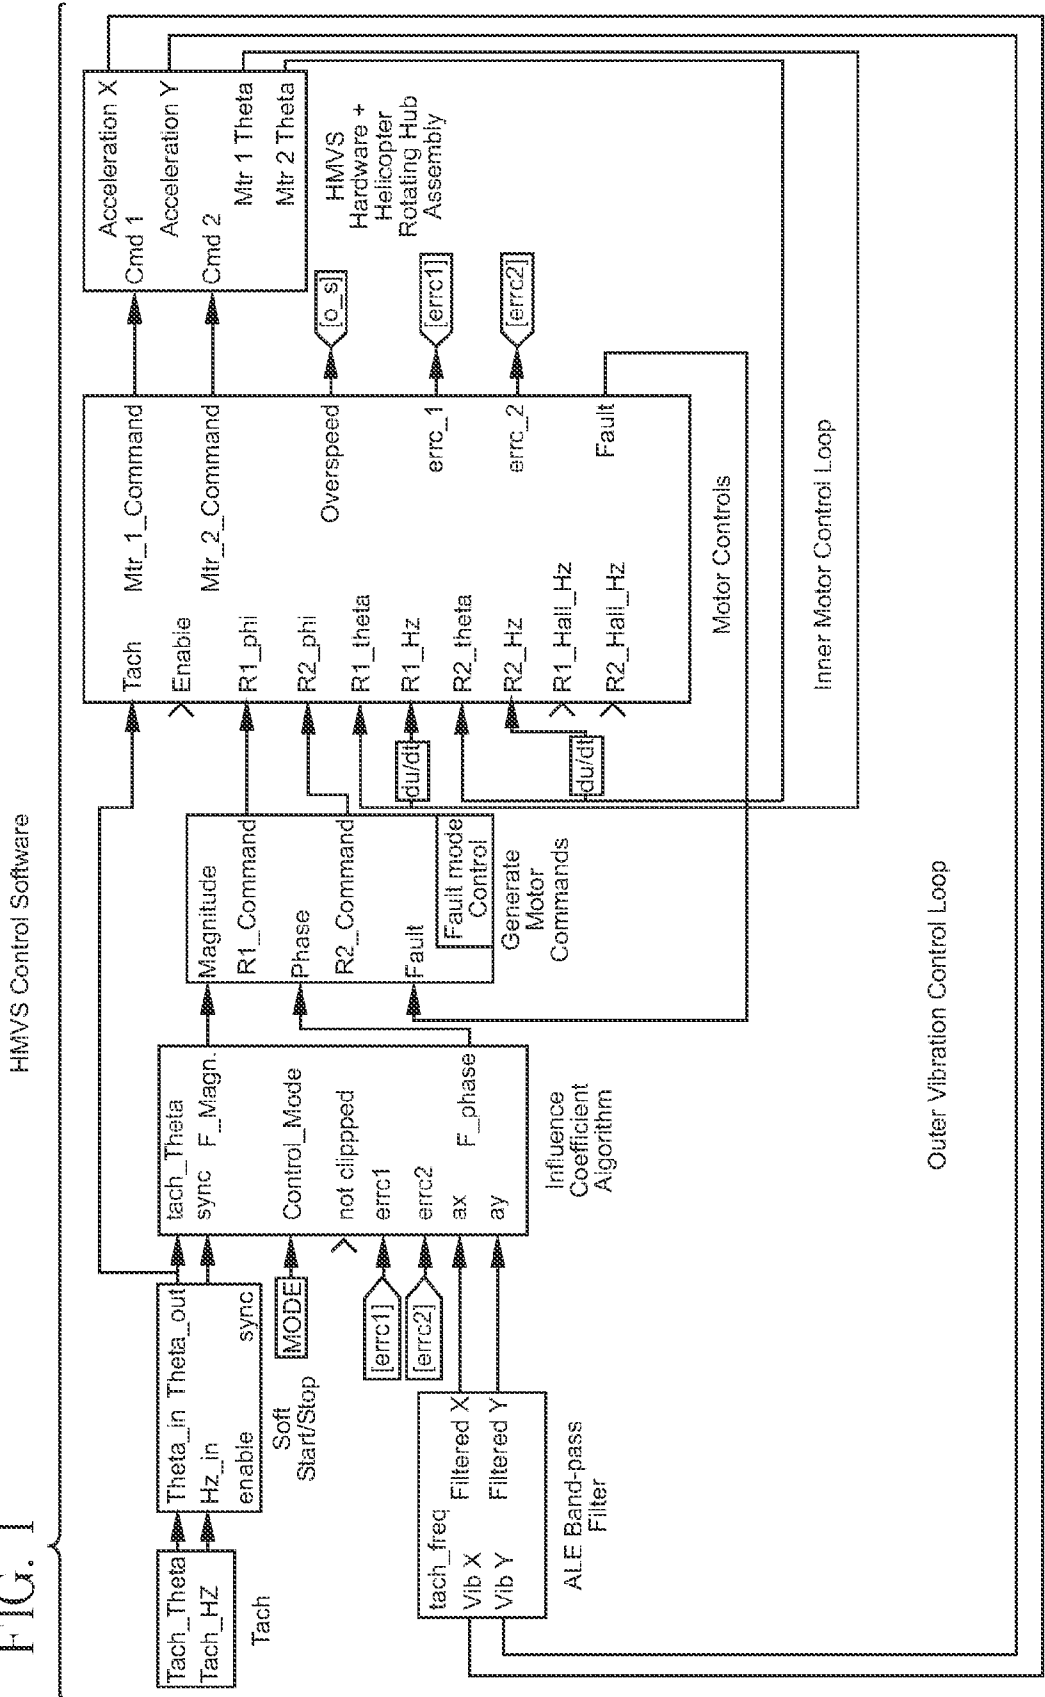 FIG. 1
HMVS Control Software
Tach_Theta
Tach_HZ
Tach
Theta_in
Theta_out
Hz_in
enable
sync
Soft
Start/Stop
MODE
[errc1]
[errc2]
tach_freq
Vib X
Vib Y
Filtered X
Filtered Y
ALE Band-pass
Filter
tach_Theta
sync
F_Magn.
Control_Mode
not clippped
errc1
errc2
ax
ay
F_phase
Influence
Coefficient
Algorithm
Magnitude
R1_Command
Phase
R2_Command
Fault
Fault mode
Control
Generate
Motor
Commands
du/dt
du/dt
Tach
Enable
R1_phi
R2_phi
R1_theta
R1_Hz
R2_theta
R2_Hz
R1_Hall_Hz
R2_Hall_Hz
Mtr_1_Command
Mtr_2_Command
Overspeed
errc_1
errc_2
Fault
Motor Controls
[o_s]
[errc1]
[errc2]
Acceleration X
Cmd 1
Acceleration Y
Cmd 2
Mtr 1 Theta
Mtr 2 Theta
HMVS
Hardware +
Helicopter
Rotating Hub
Assembly
Inner Motor Control Loop
Outer Vibration Control Loop